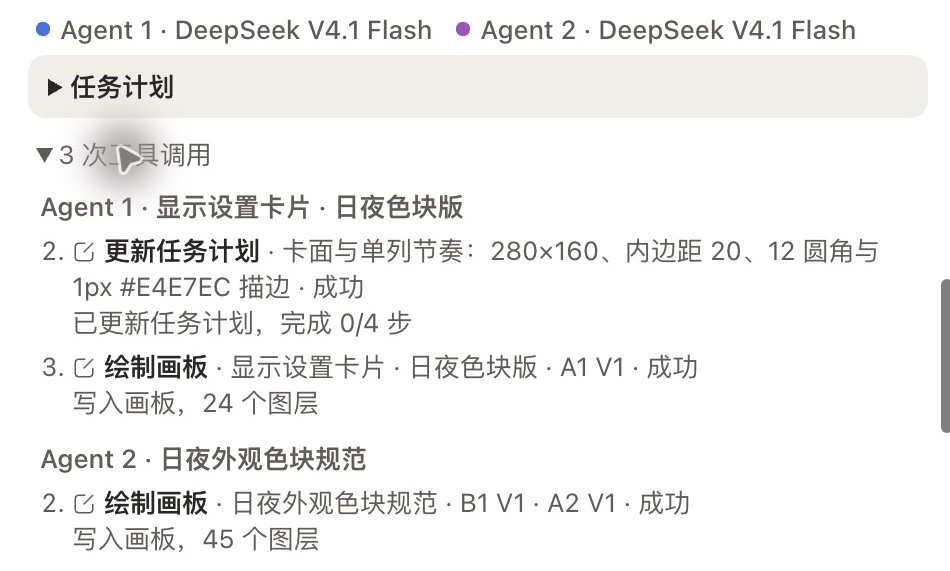 Agent 1 · DeepSeek V4.1 Flash Agent 2 · DeepSeek V4.1 Flash
任务计划
3 次工具调用
Agent 1 · 显示设置卡片 · 日夜色块版
2. 更新任务计划 · 卡面与单列节奏：280×160、内边距 20、12 圆角与
1px #E4E7EC 描边 · 成功
已更新任务计划，完成 0/4 步
3. 绘制画板 · 显示设置卡片 · 日夜色块版 · A1 V1 · 成功
写入画板，24 个图层
Agent 2 · 日夜外观色块规范
2. 绘制画板 · 日夜外观色块规范 · B1 V1 · A2 V1 · 成功
写入画板，45 个图层